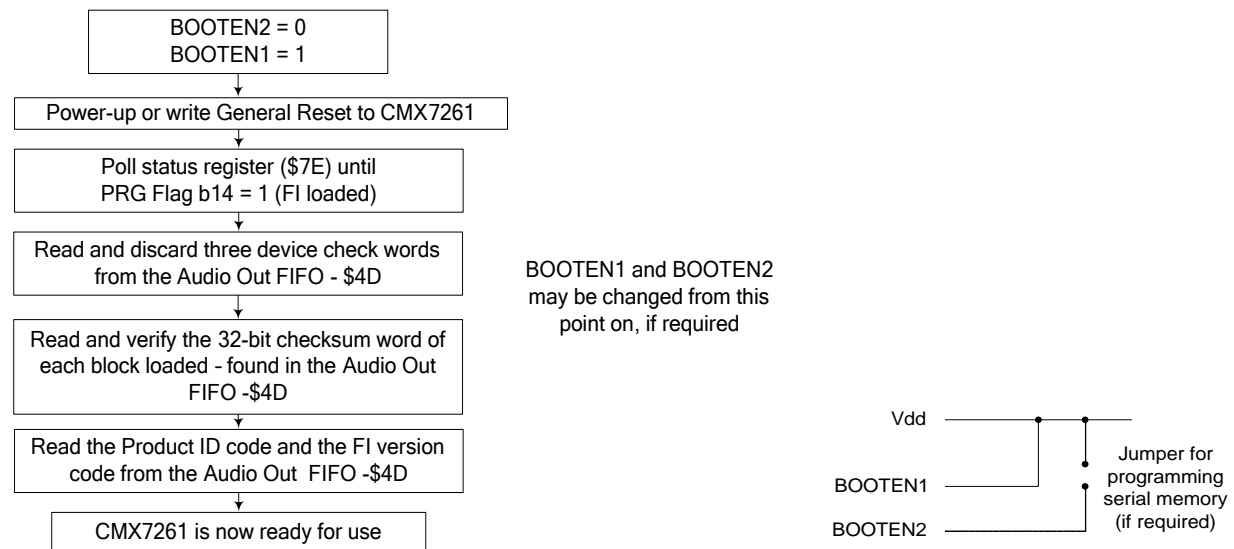 BOOTEN2 = 0
BOOTEN1 = 1
Power-up or write General Reset to CMX7261
Poll status register ($7E) until
PRG Flag b14 = 1 (FI loaded)
Read and discard three device check words
from the Audio Out FIFO - $4D
BOOTEN1 and BOOTEN2
may be changed from this
point on, if required
Read and verify the 32-bit checksum word of
each block loaded - found in the Audio Out
FIFO -$4D
Read the Product ID code and the FI version
code from the Audio Out FIFO -$4D
CMX7261 is now ready for use
Vdd
BOOTEN1
BOOTEN2
Jumper for
programming
serial memory
(if required)